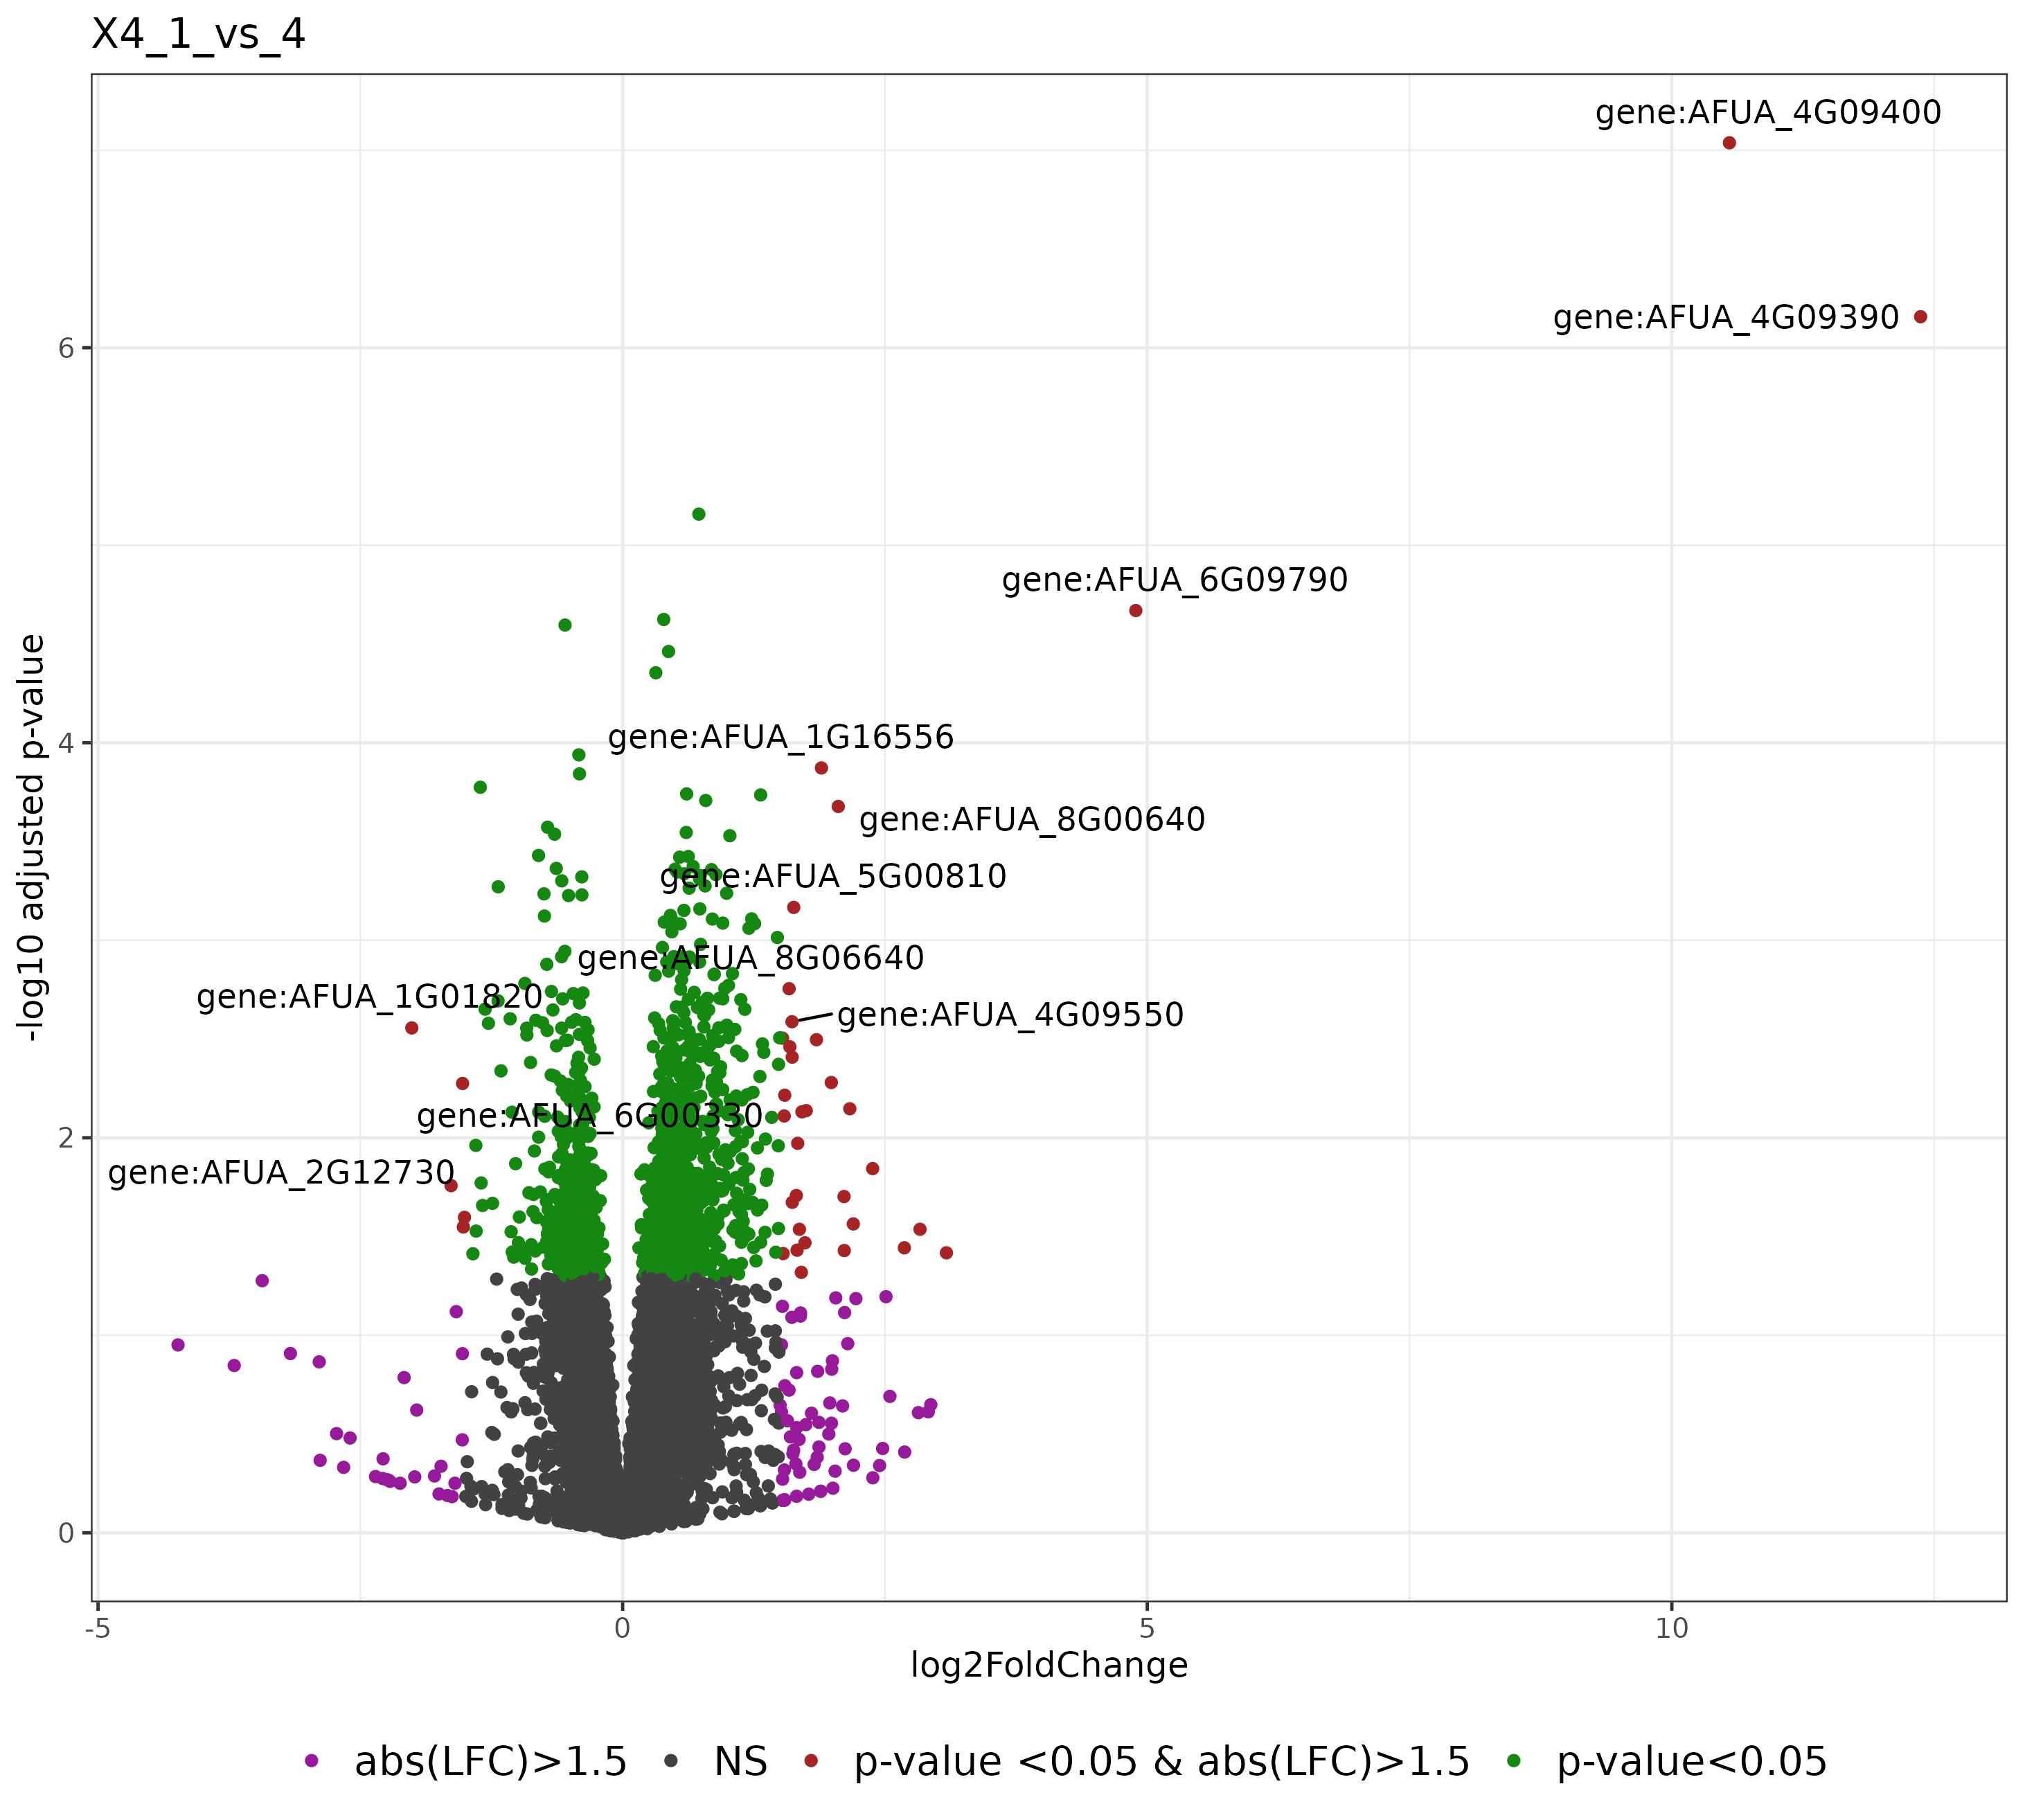 X4_1_vs_4
gene:AFUA_4G09400
gene:AFUA_4G09390
6
gene:AFUA_6G09790
gene:AFUA_1G16556
4
gene:AFUA_8G00640
gene:AFUA_5G00810
gene:AFUA_8G06640
gene:AFUA_1G01820
gene:AFUA_4G09550
gene:AFUA_6G00330
2
gene:AFUA_2G12730
0
-log10 adjusted p-value
-5 0 5 10
log2FoldChange
abs(LFC)>1.5 NS p-value <0.05 & abs(LFC)>1.5 p-value<0.05